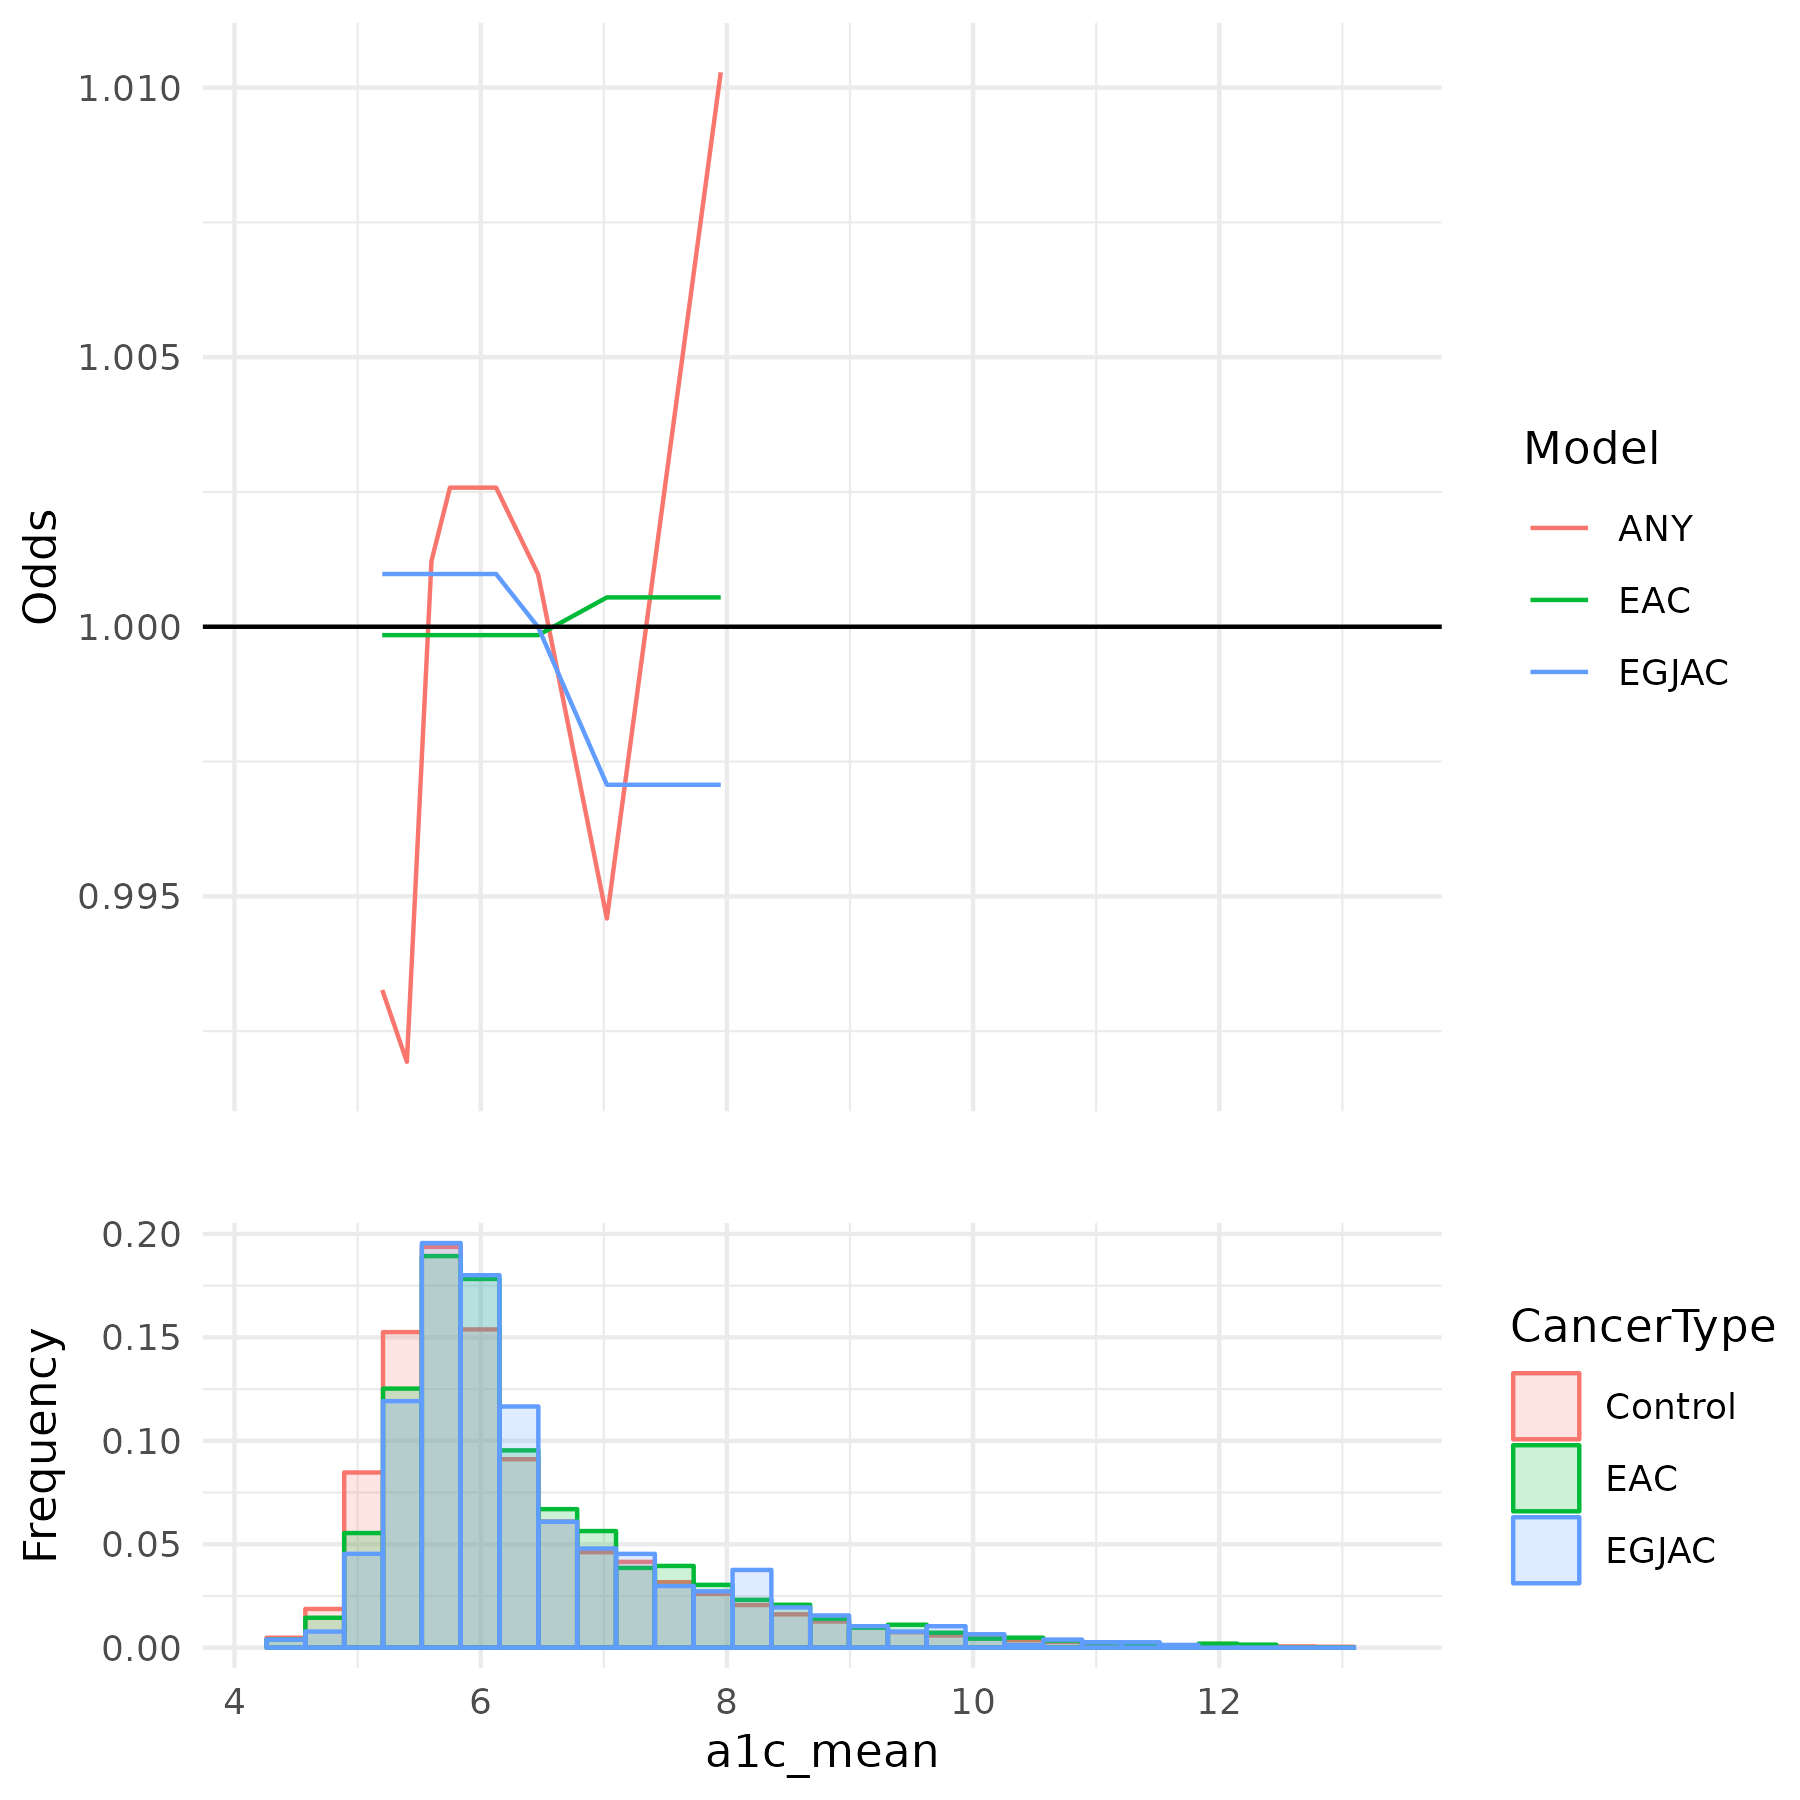 1.010
1.005
1.000
0.995
Odds
Model
ANY
EAC
EGJAC
0.20
0.15
0.10
0.05
0.00
Frequency
4 6 8 10 12
a1c_mean
CancerType
Control
EAC
EGJAC